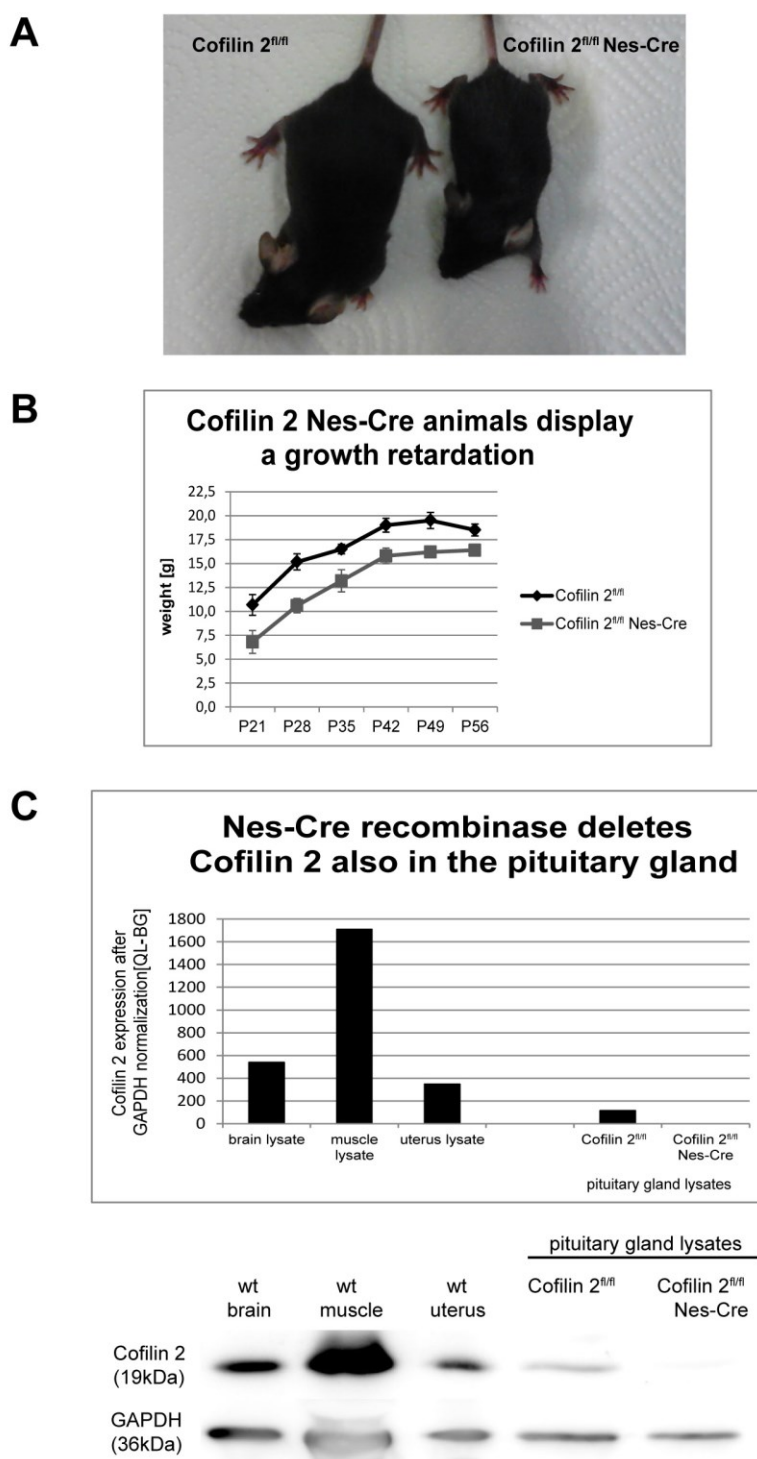 A
Cofilin 2fl/fl
Cofilin 2fl/fl Nes-Cre
B
Cofilin 2 Nes-Cre animals display
a growth retardation
weight [g]
22,5
20,0
17,5
15,0
12,5
10,0
7,5
5,0
2,5
0,0
P21 P28 P35 P42 P49 P56
Cofilin 2fl/fl
Cofilin 2fl/fl Nes-Cre
C
Nes-Cre recombinase deletes
Cofilin 2 also in the pituitary gland
Cofilin 2 expression after
GAPDH normalization[QL-BG]
1800
1600
1400
1200
1000
800
600
400
200
0
brain lysate
muscle
lysate
uterus lysate
Cofilin 2fl/fl
Cofilin 2fl/fl
Nes-Cre
pituitary gland lysates
pituitary gland lysates
wt
brain
wt
muscle
wt
uterus
Cofilin 2fl/fl
Cofilin 2fl/fl
Nes-Cre
Cofilin 2
(19kDa)
GAPDH
(36kDa)